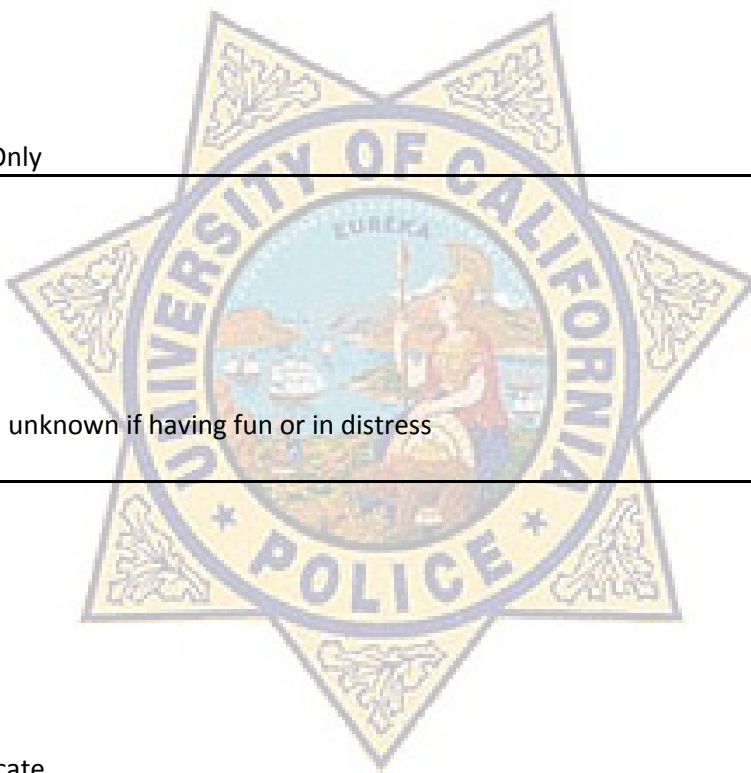 Only
UNIVERSITY OF CALIFORNIA
EUREKA
unknown if having fun or in distress
POLICE
cate